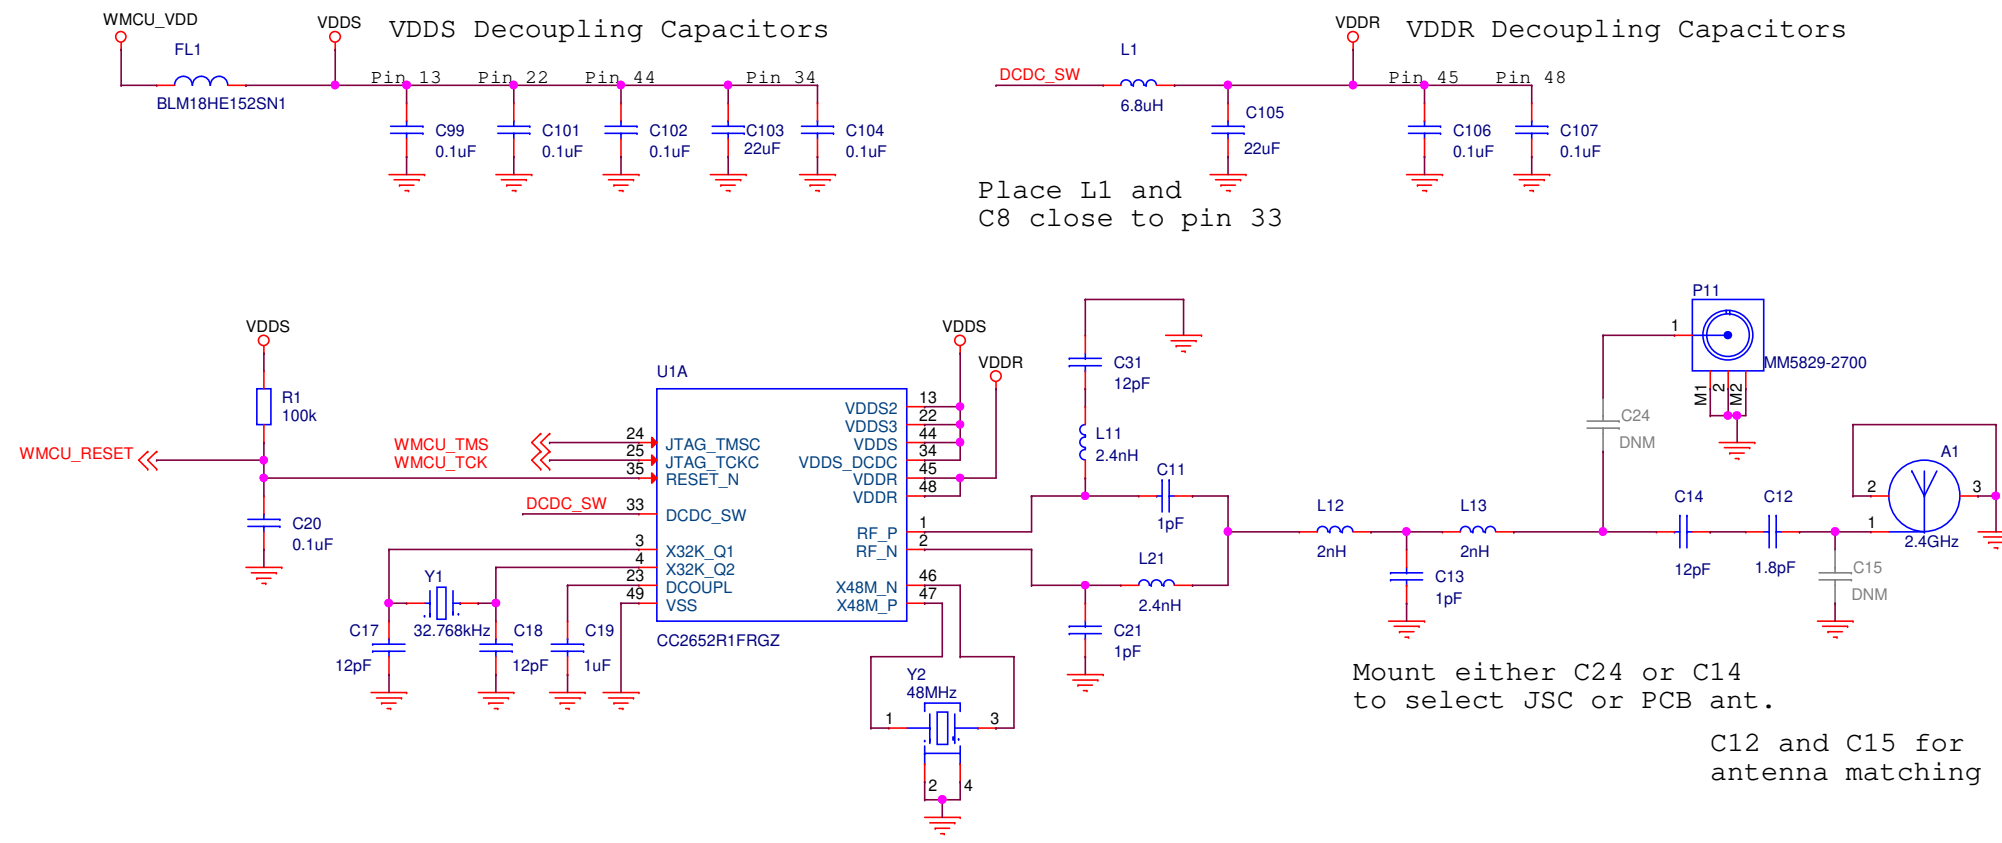 WMCU_VDD
VDDS
VDDS Decoupling Capacitors
FL1
BLM18HE152SN1
Pin 13
Pin 22
Pin 44
Pin 34
C99
0.1uF
C101
0.1uF
C102
0.1uF
C103
22uF
C104
0.1uF
VDDR
VDDR Decoupling Capacitors
L1
DCDC_SW
6.8uH
Pin 45
Pin 48
C105
22uF
C106
0.1uF
C107
0.1uF
Place L1 and
C8 close to pin 33
VDDS
R1
100k
WMCU_RESET
C20
0.1uF
WMCU_TMS
WMCU_TCK
DCDC_SW
U1A
24
25
35
33
3
4
23
49
JTAG_TMSC
JTAG_TCKC
RESET_N
DCDC_SW
X32K_Q1
X32K_Q2
DCOUPL
VSS
VDDS2
VDDS3
VDDS
VDDS_DCDC
VDDR
VDDR
RF_P
RF_N
X48M_N
X48M_P
13
22
44
34
45
48
1
2
46
47
CC2652R1FRGZ
VDDS
VDDR
Y1
32.768kHz
C17
12pF
C18
12pF
C19
1uF
Y2
48MHz
1
3
2
4
C31
12pF
L11
2.4nH
C11
1pF
L21
2.4nH
C21
1pF
L12
2nH
C13
1pF
L13
2nH
P11
1
MM5829-2700
M1
2
M2
C24
DNM
C14
12pF
C12
1.8pF
C15
DNM
A1
2
3
1
2.4GHz
Mount either C24 or C14
to select JSC or PCB ant.
C12 and C15 for
antenna matching